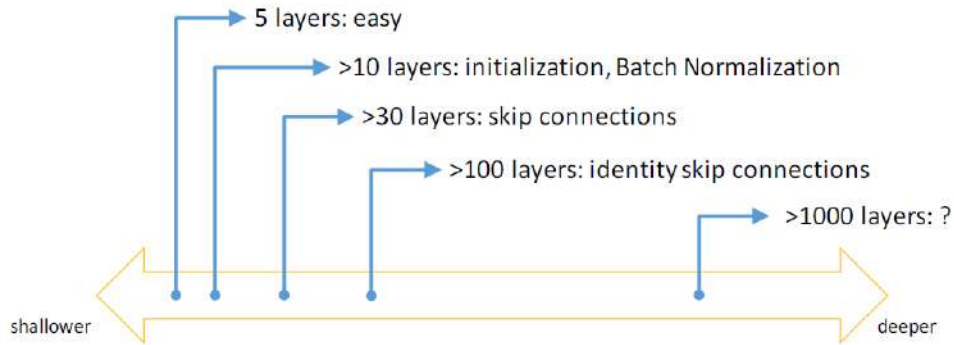 5 layers: easy
>10 layers: initialization, Batch Normalization
>30 layers: skip connections
>100 layers: identity skip connections
>1000 layers: ?
shallower
deeper